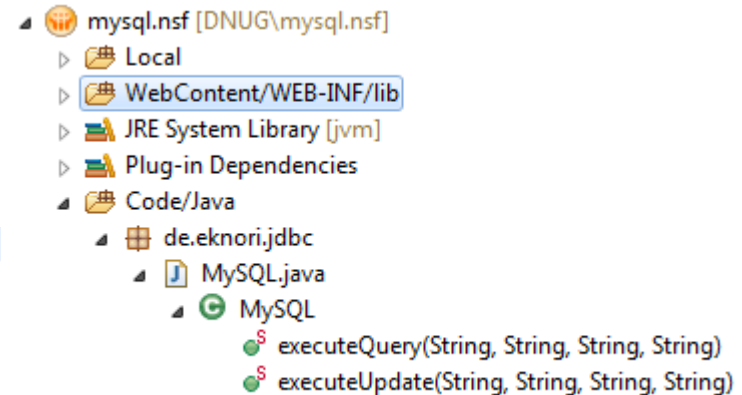 mysql.nsf [DNUG\mysql.nsf]
Local
WebContent/WEB-INF/lib
JRE System Library [jvm]
Plug-in Dependencies
Code/Java
de.eknori.jdbc
J MySQL.java
C MySQL
S executeQuery(String, String, String, String)
S executeUpdate(String, String, String, String)